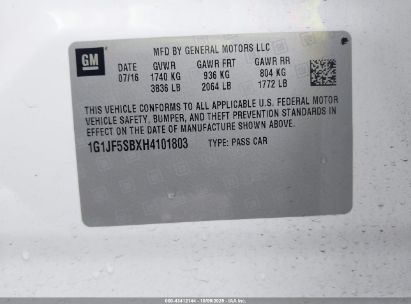 GM
MFD BY GENERAL MOTORS LLC
DATE GVWR GAWR FRT GAWR RR
07/16 1740 KG 936 KG 804 KG
3836 LB 2064 LB 1772 LB
THIS VEHICLE CONFORMS TO ALL APPLICABLE U.S. FEDERAL MOTOR
VEHICLE SAFETY, BUMPER, AND THEFT PREVENTION STANDARDS IN
EFFECT ON THE DATE OF MANUFACTURE SHOWN ABOVE.
1G1JF5SBXH4101803 TYPE: PASS CAR